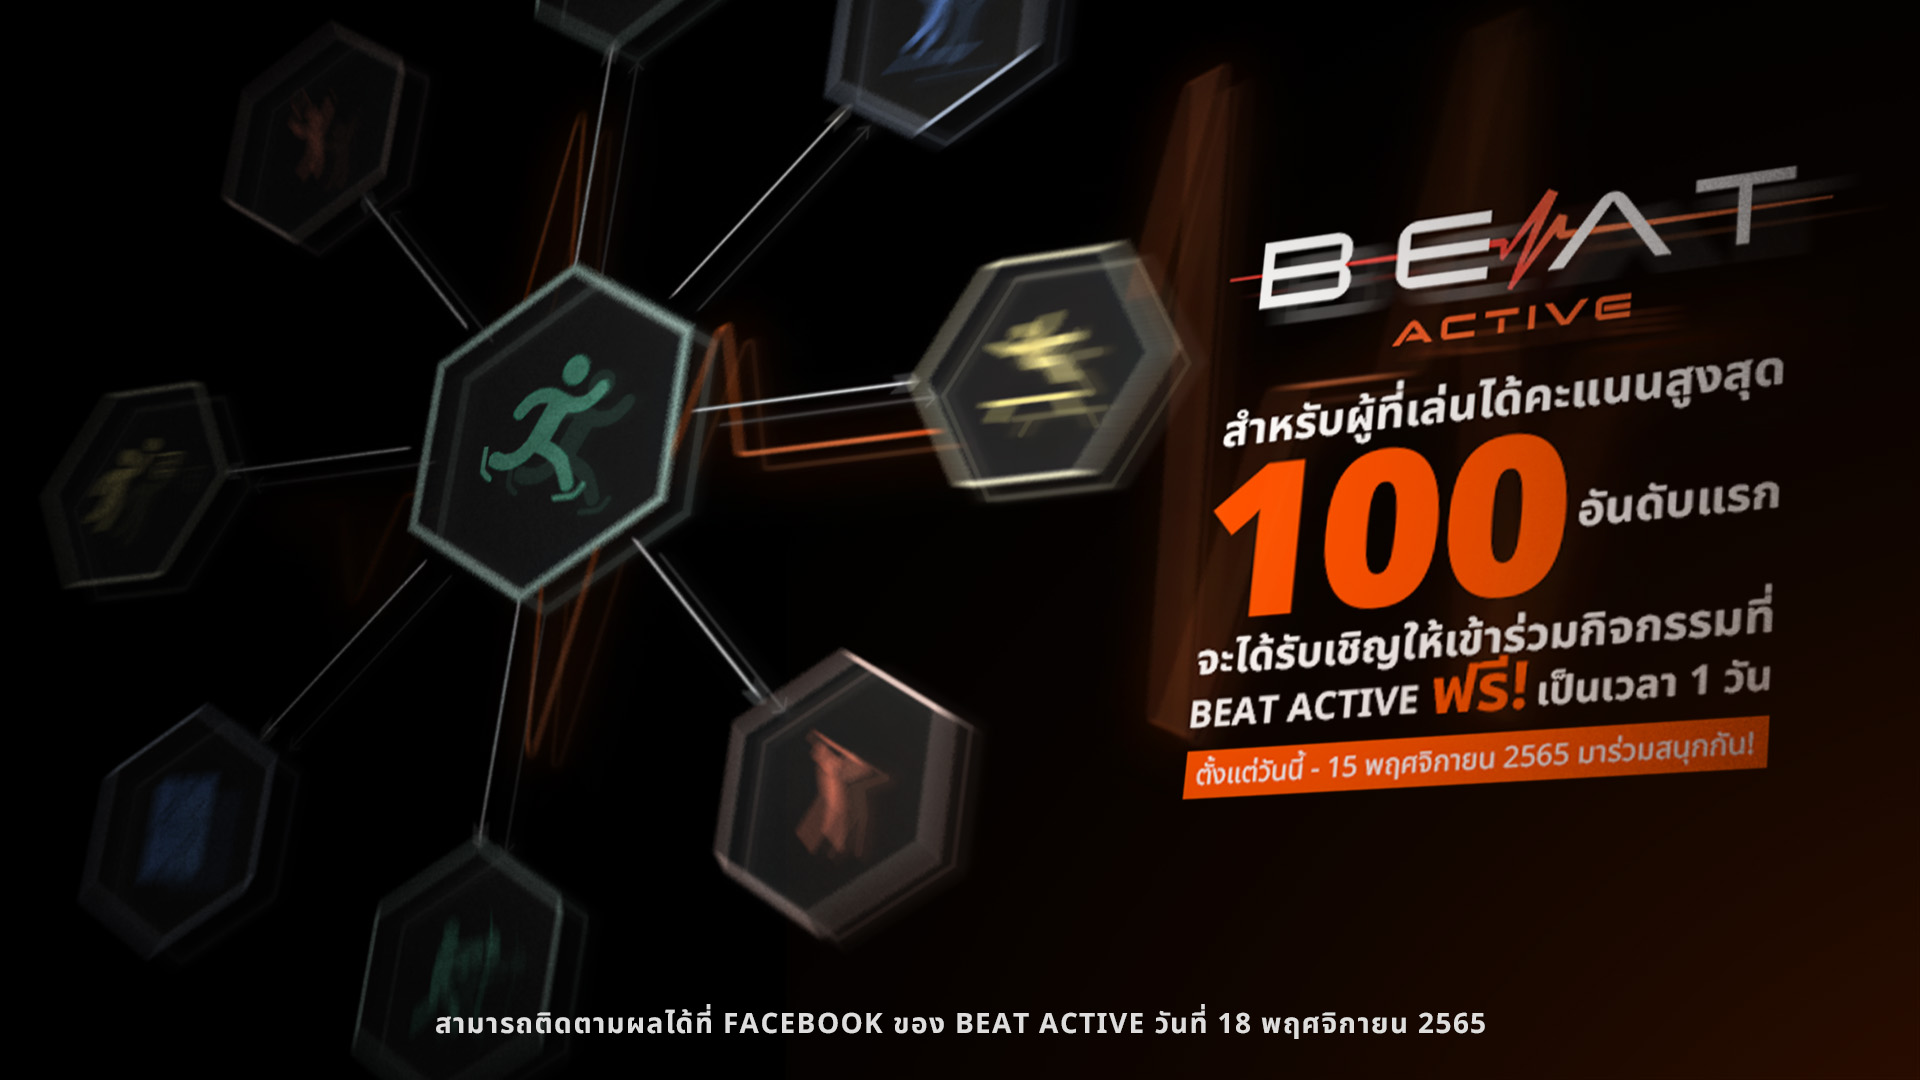 BEAT
ACTIVE
สำหรับผู้ที่เล่นได้คะแนนสูงสุด
100 อันดับแรก
จะได้รับเชิญให้เข้าร่วมกิจกรรมที่
BEAT ACTIVE ฟรี! เป็นเวลา 1 วัน
ตั้งแต่วันนี้ - 15 พฤศจิกายน 2565 มาร่วมสนุกกัน!
สามารถติดตามผลได้ที่ FACEBOOK ของ BEAT ACTIVE วันที่ 18 พฤศจิกายน 2565